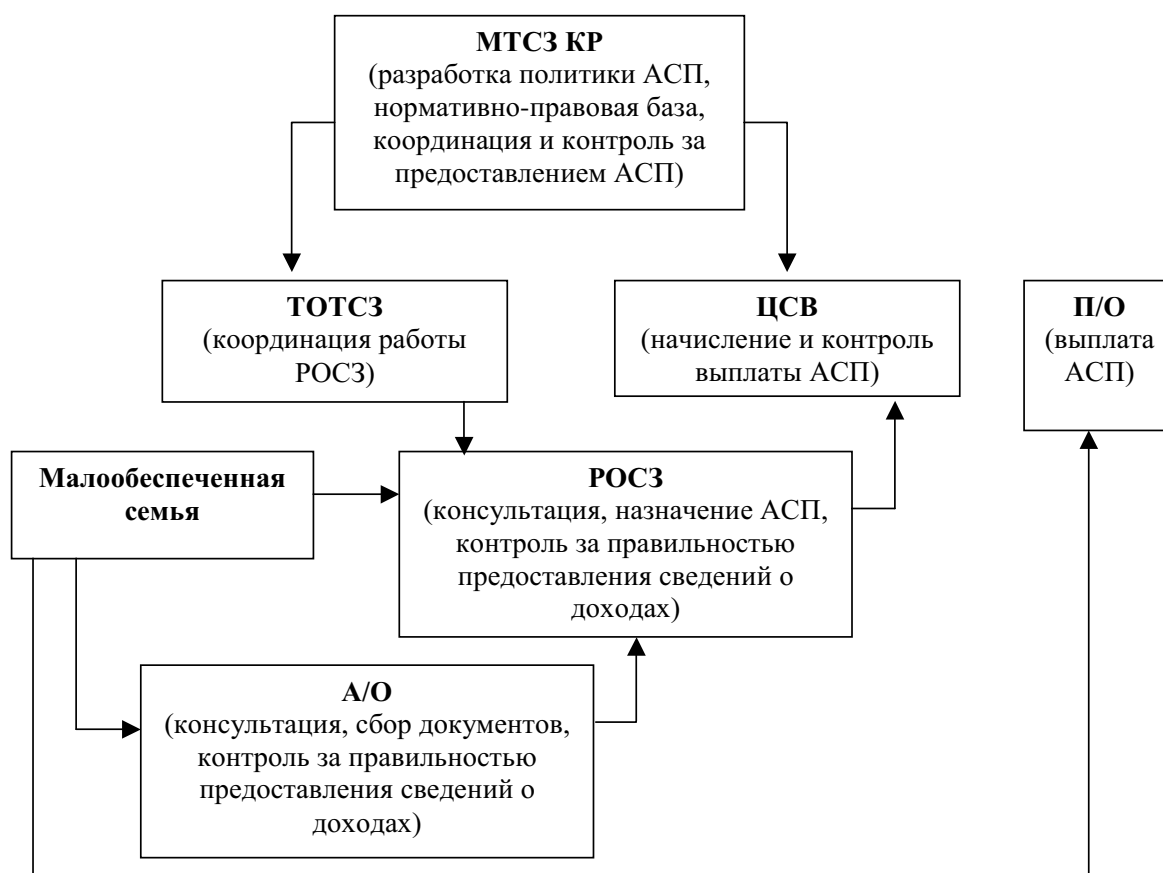 МТСЗ КР
(разработка политики АСП,
нормативно-правовая база,
координация и контроль за
предоставлением АСП)
ТОТСЗ
(координация работы
РОСЗ)
ЦСВ
(начисление и контроль
выплаты АСП)
П/О
(выплата
АСП)
Малообеспеченная
семья
РОСЗ
(консультация, назначение АСП,
контроль за правильностью
предоставления сведений о
доходах)
А/О
(консультация, сбор документов,
контроль за правильностью
предоставления сведений о
доходах)